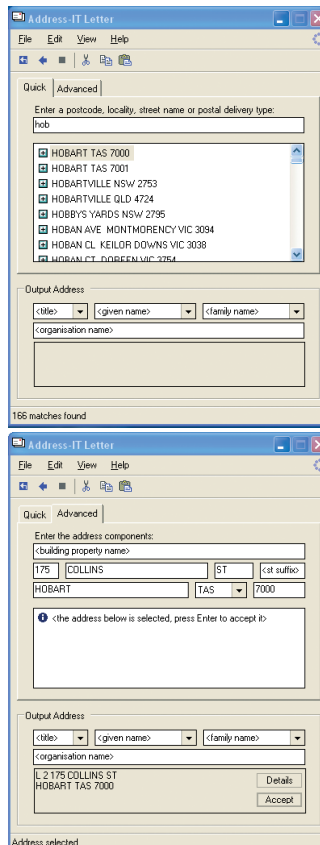 Address-IT Letter
File Edit View Help
Quick Advanced
Enter a postcode, locality, street name or postal delivery type:
hob
HOBART TAS 7000
HOBART TAS 7001
HOBARTVILLE NSW 2753
HOBARTVILLE QLD 4724
HOBBYS YARDS NSW 2795
HOBAN AVE MONTMORENCY VIC 3094
HOBAN CL KEILOR DOWNS VIC 3038
HOBAN CT DOREEN VIC 3754
Output Address
<title> <given name> <family name>
<organisation name>
166 matches found
Address-IT Letter
File Edit View Help
Quick Advanced
Enter the address components:
<building property name>
175 COLLINS ST <st suffix>
HOBART TAS 7000
<the address below is selected, press Enter to accept it>
Output Address
<title> <given name> <family name>
<organisation name>
L 2 175 COLLINS ST
HOBART TAS 7000
Details
Accept
Address selected